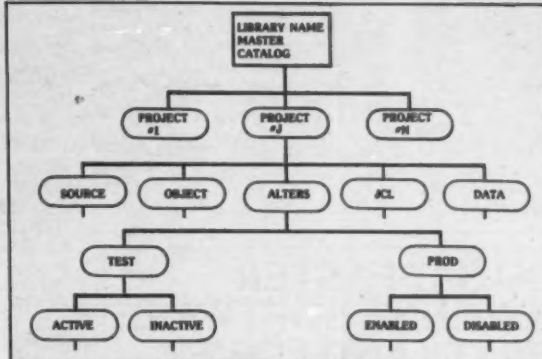 LIBRARY NAME
MASTER
CATALOG
PROJECT
#1
PROJECT
#J
PROJECT
#N
SOURCE
OBJECT
ALTERS
JCL
DATA
TEST
PROD
ACTIVE
INACTIVE
ENABLED
DISABLED